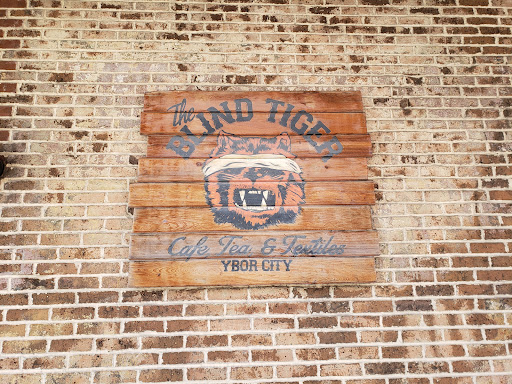 The
BLIND TIGER
Cafe, Tea, & Textiles
YBOR CITY